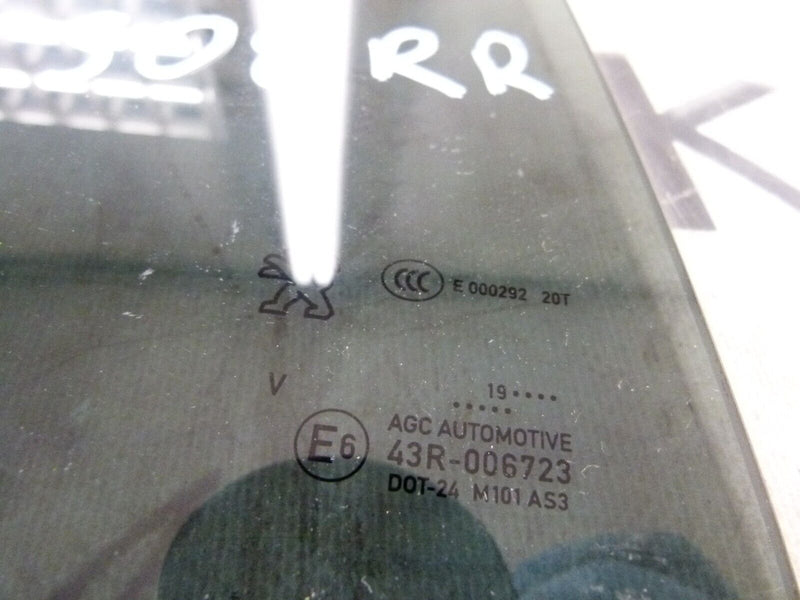 RR
CCC E 000292 20T
V
19••••
•••••
E6
AGC AUTOMOTIVE
43R-006723
DOT-24 M101 AS3